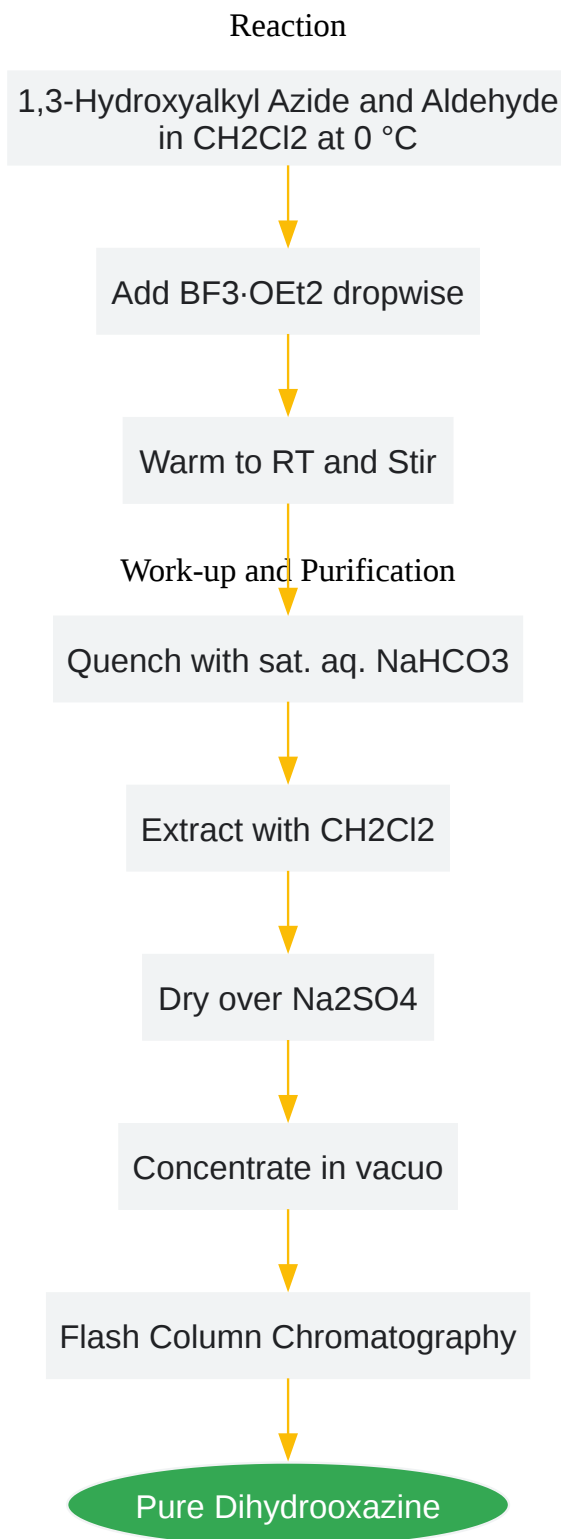 Reaction
1,3-Hydroxyalkyl Azide and Aldehyde
in CH2Cl2 at 0 °C
Add BF3·OEt2 dropwise
Warm to RT and Stir
Work-up and Purification
Quench with sat. aq. NaHCO3
Extract with CH2Cl2
Dry over Na2SO4
Concentrate in vacuo
Flash Column Chromatography
Pure Dihydrooxazine